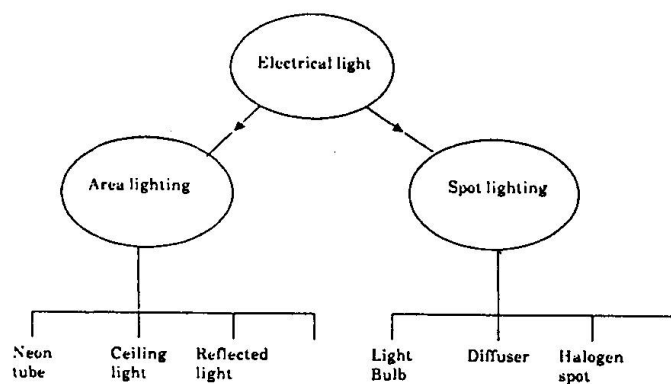 Electrical light
Area lighting
Spot lighting
Neon
tube
Ceiling
light
Reflected
light
Light
Bulb
Diffuser
Halogen
spot